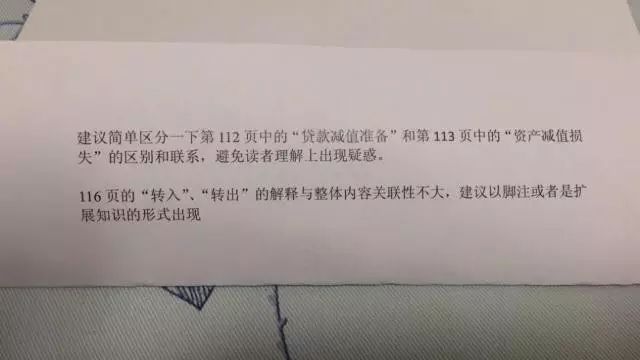 建议简单区分一下第 112 页中的“贷款减值准备”和第 113 页中的“资产减值损
失”的区别和联系，避免读者理解上出现疑惑。
116 页的“转入”、“转出”的解释与整体内容关联性不大，建议以脚注或者是扩
展知识的形式出现